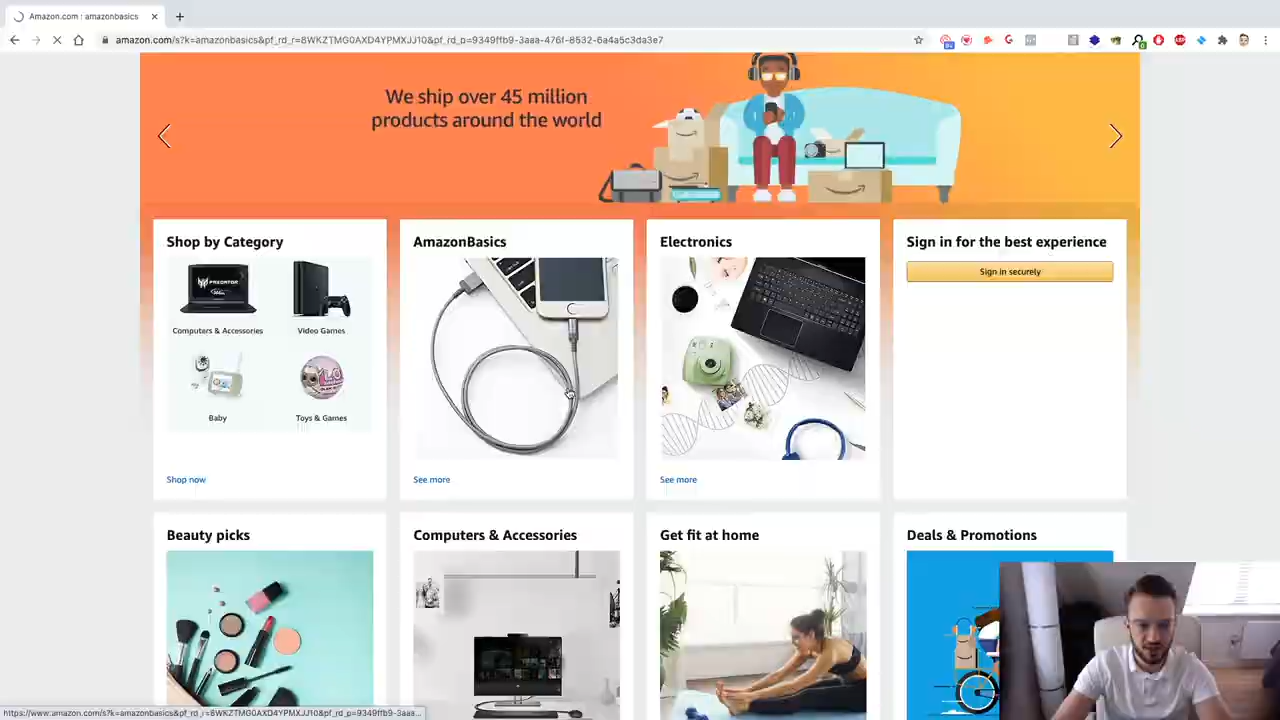 Amazon.com : amazonbasics
amazon.com/s?k=amazonbasics&pf_rd_r=8WKZTMG0AXD4YPMXJJ10&pf_rd_p=9349ffb9-3aaa-476f-8532-6a4a5c3da3e7
We ship over 45 million
products around the world
Shop by Category
AmazonBasics
Electronics
Sign in for the best experience
Sign in securely
PREDATOR
Computers & Accessories
Video Games
Baby
Toys & Games
Shop now
See more
See more
Beauty picks
Computers & Accessories
Get fit at home
Deals & Promotions
https://www.amazon.com/s?k=amazonbasics&pf_rd_r=8WKZTMG0AXD4YPMXJJ10&pf_rd_p=9349ffb9-3aaa...